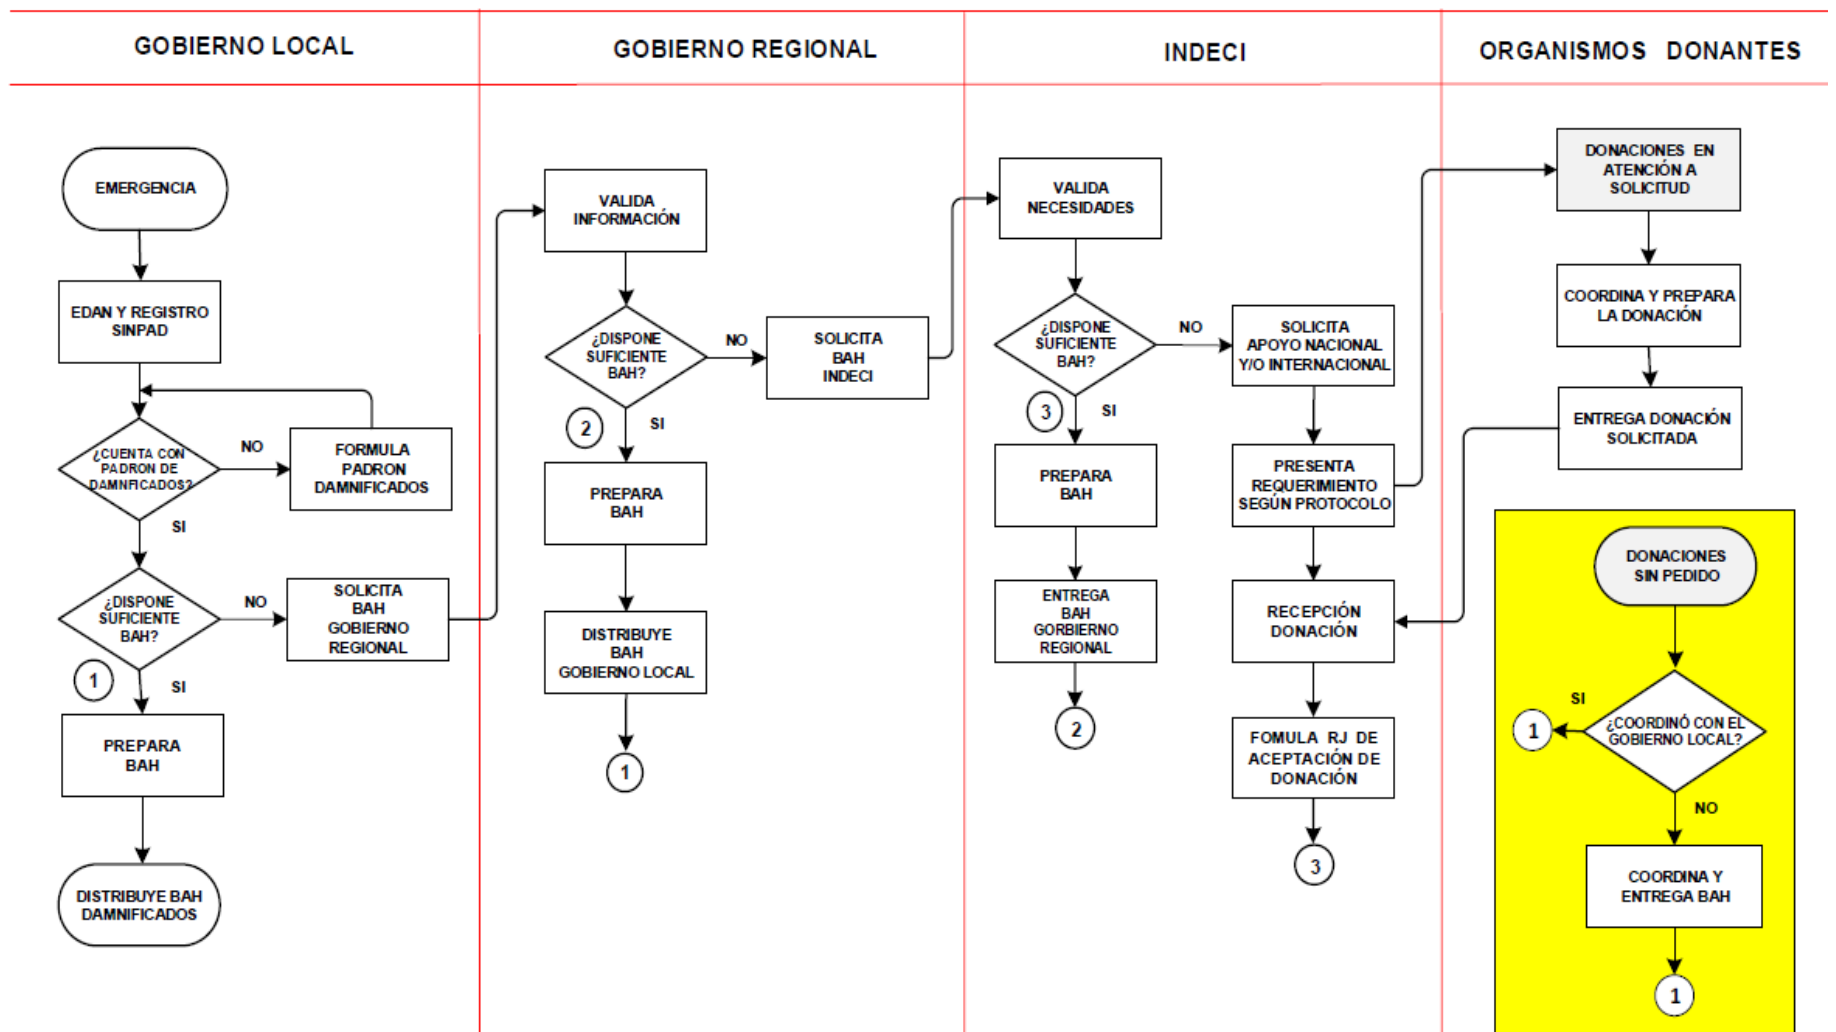 GOBIERNO LOCAL
GOBIERNO REGIONAL
INDECI
ORGANISMOS DONANTES
EMERGENCIA
EDAN Y REGISTRO
SINPAD
¿CUENTA CON
PADRON DE
DAMNFICADOS?
NO
FORMULA
PADRON
DAMNIFICADOS
SI
¿DISPONE
SUFICIENTE
BAH?
NO
SOLICITA
BAH
GOBIERNO
REGIONAL
1
SI
PREPARA
BAH
DISTRIBUYE BAH
DAMNIFICADOS
VALIDA
INFORMACIÓN
¿DISPONE
SUFICIENTE
BAH?
NO
SOLICITA
BAH
INDECI
2
SI
PREPARA
BAH
DISTRIBUYE
BAH
GOBIERNO LOCAL
1
VALIDA
NECESIDADES
¿DISPONE
SUFICIENTE
BAH?
NO
SOLICITA
APOYO NACIONAL
Y/O INTERNACIONAL
3
SI
PREPARA
BAH
PRESENTA
REQUERIMIENTO
SEGÚN PROTOCOLO
ENTREGA
BAH
GORBIERNO
REGIONAL
RECEPCIÓN
DONACIÓN
2
FOMULA RJ DE
ACEPTACIÓN DE
DONACIÓN
3
DONACIONES EN
ATENCIÓN A
SOLICITUD
COORDINA Y PREPARA
LA DONACIÓN
ENTREGA DONACIÓN
SOLICITADA
DONACIONES
SIN PEDIDO
SI
1
¿COORDINÓ CON EL
GOBIERNO LOCAL?
NO
COORDINA Y
ENTREGA BAH
1